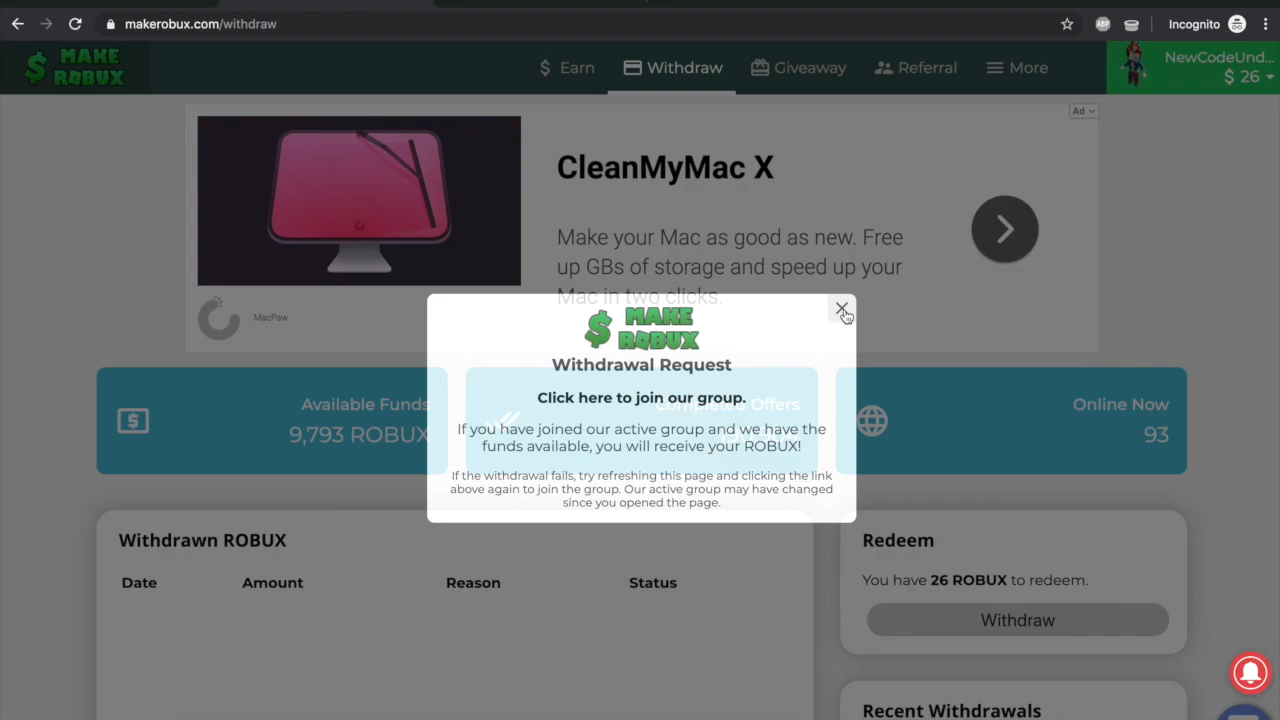 makerobux.com/withdraw
ABP
Incognito
$ MAKE ROBUX
$ Earn
Withdraw
Giveaway
Referral
More
NewCodeUnd...
$ 26
Ad
CleanMyMac X
Make your Mac as good as new. Free
up GBs of storage and speed up your
Mac in two clicks.
MacPaw
$ MAKE ROBUX
Withdrawal Request
Click here to join our group.
If you have joined our active group and we have the
funds available, you will receive your ROBUX!
If the withdrawal fails, try refreshing this page and clicking the link
above again to join the group. Our active group may have changed
since you opened the page.
Available Funds
9,793 ROBUX
Completed Offers
Online Now
93
Withdrawn ROBUX
Date Amount Reason Status
Redeem
You have 26 ROBUX to redeem.
Withdraw
Recent Withdrawals